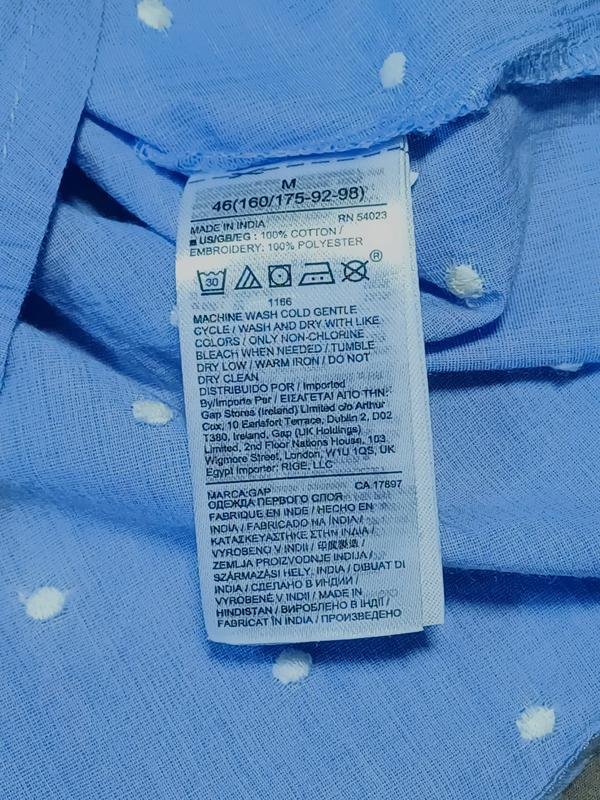 M
46(160/175-92-98)
MADE IN INDIA RN 54023
US/GB/EG : 100% COTTON /
EMBROIDERY: 100% POLYESTER
30
®
1166
MACHINE WASH COLD GENTLE
CYCLE / WASH AND DRY WITH LIKE
COLORS / ONLY NON-CHLORINE
BLEACH WHEN NEEDED / TUMBLE
DRY LOW / WARM IRON / DO NOT
DRY CLEAN
DISTRIBUIDO POR / Imported
By/Importe Par / ΕΙΣΑΓΕΤΑΙ ΑΠΟ ΤΗΝ:
Gap Stores (Ireland) Limited c/o Arthur
Cox, 10 Earlsfort Terrace, Dublin 2, D02
T380, Ireland, Gap (UK Holdings)
Limited, 2nd Floor Nations House, 103
Wigmore Street, London, W1U 1QS, UK
Egypt Importer: RIGE, LLC
MARCA:GAP CA 17897
ОДЕЖДА ПЕРВОГО СЛОЯ
FABRIQUE EN INDE / HECHO EN
INDIA / FABRICADO NA ÍNDIA /
ΚΑΤΑΣΚΕΥΑΣΤΗΚΕ ΣΤΗΝ ΙΝΔΙΑ /
VYROBENO V INDII / 印度製造 /
ZEMLJA PROIZVODNJE INDIJA /
SZÁRMAZÁSI HELY, INDIA / DIBUAT DI
INDIA / СДЕЛАНО В ИНДИИ /
VYROBENÉ V INDII / MADE IN
HINDISTAN / ВИРОБЛЕНО В ІНДІЇ /
FABRICAT ÎN INDIA / ПРОИЗВЕДЕНО